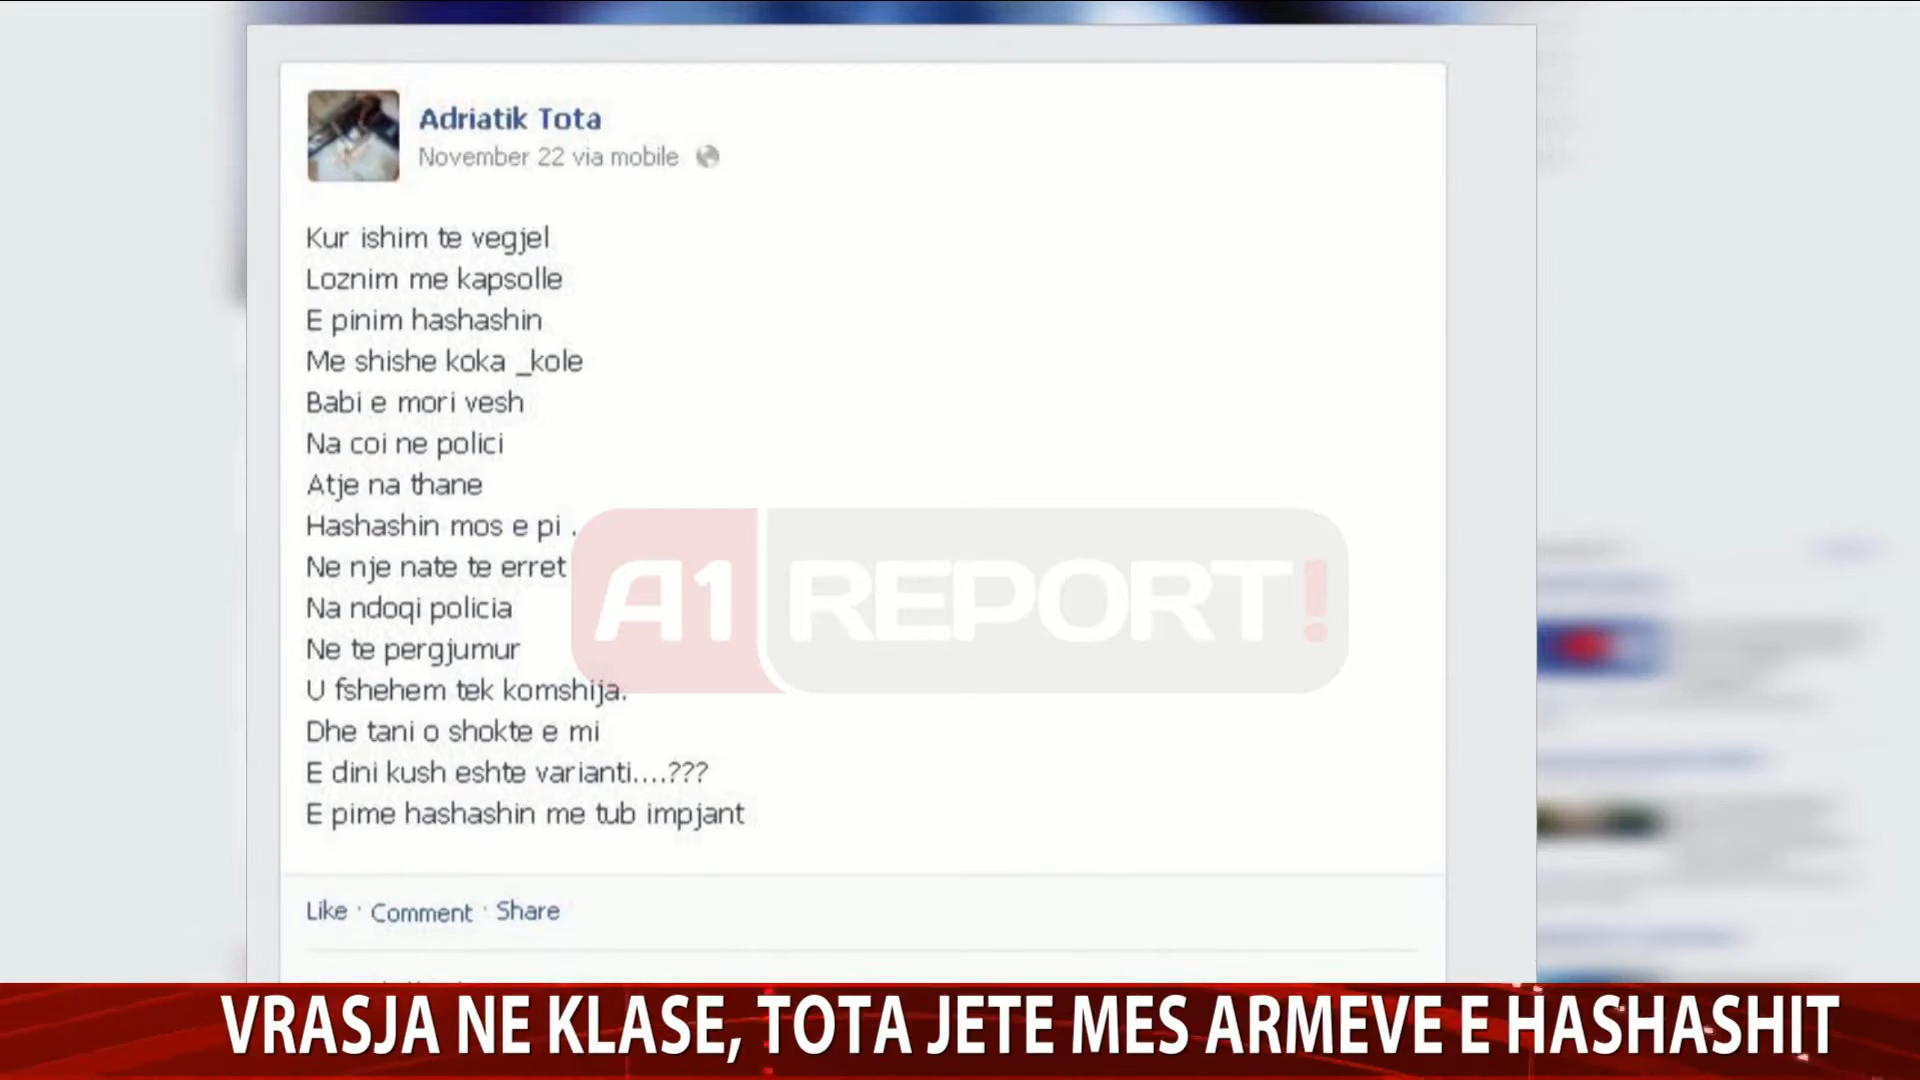 Adriatik Tota
November 22 via mobile
Kur ishim te vegjel
Loznim me kapsolle
E pinim hashashin
Me shishe koka _kole
Babi e mori vesh
Na coi ne polici
Atje na thane
Hashashin mos e pi .
Ne nje nate te erret
Na ndoqi policia
Ne te pergjumur
U fshehem tek komshija.
Dhe tani o shokte e mi
E dini kush eshte varianti....???
E pime hashashin me tub impjant
A1 REPORT!
Like · Comment · Share
VRASJA NE KLASE, TOTA JETE MES ARMEVE E HASHASHIT